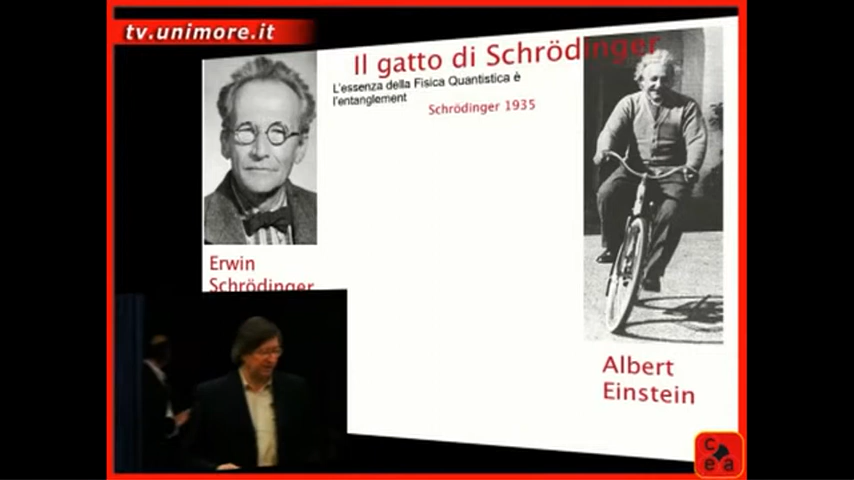 tv.unimore.it
Il gatto di Schrödinger
L'essenza della Fisica Quantistica è
l'entanglement
Schrödinger 1935
Erwin
Schrödinger
Albert
Einstein
c
e a